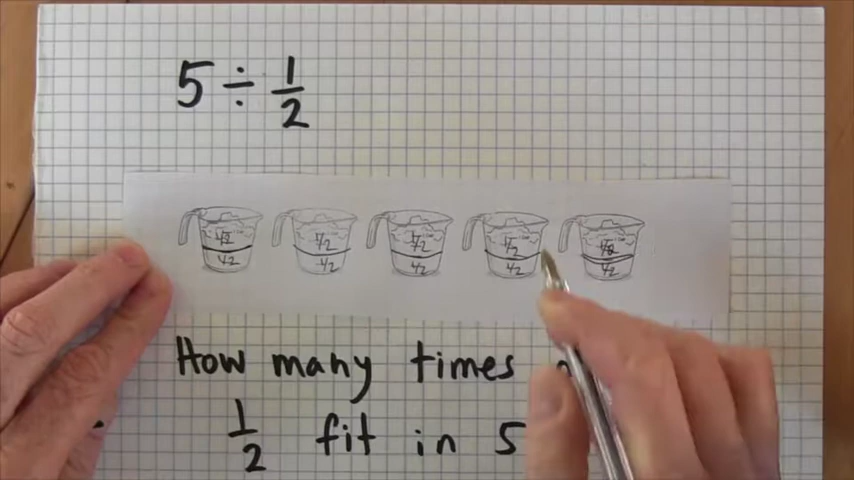 5 ÷ 1/2
1/2 1/2 1/2 1/2 1/2
1/2 1/2 1/2 1/2 1/2
How many times
1/2 fit in 5